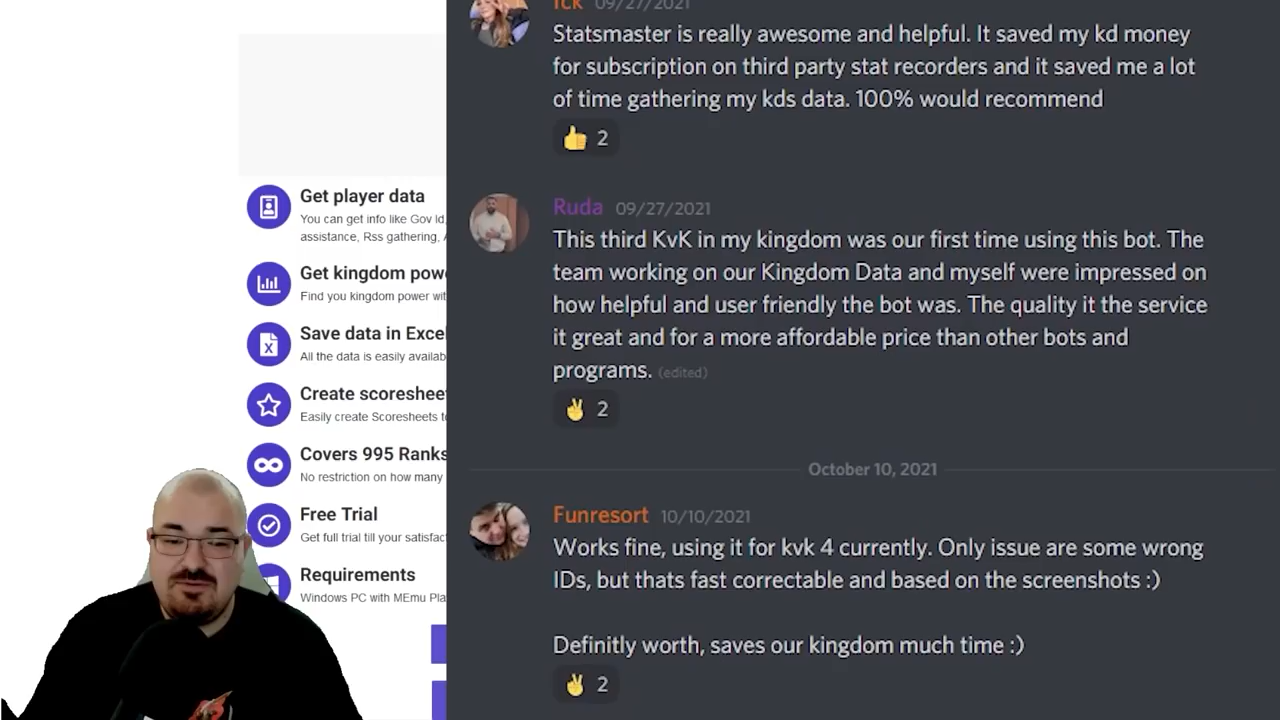 Get player data
You can get info like Gov Id,
assistance, Rss gathering,
Get kingdom powe
Find you kingdom power wit
Save data in Excel
All the data is easily availab
Create scoreshee
Easily create Scoresheets to
Covers 995 Ranks
No restriction on how many
Free Trial
Get full trial till your satisfac
Requirements
Windows PC with MEmu Pla
Ick 09/27/2021
Statsmaster is really awesome and helpful. It saved my kd money
for subscription on third party stat recorders and it saved me a lot
of time gathering my kds data. 100% would recommend
2
Ruda 09/27/2021
This third KvK in my kingdom was our first time using this bot. The
team working on our Kingdom Data and myself were impressed on
how helpful and user friendly the bot was. The quality it the service
it great and for a more affordable price than other bots and
programs. (edited)
2
October 10, 2021
Funresort 10/10/2021
Works fine, using it for kvk 4 currently. Only issue are some wrong
IDs, but thats fast correctable and based on the screenshots :)
Definitly worth, saves our kingdom much time :)
2